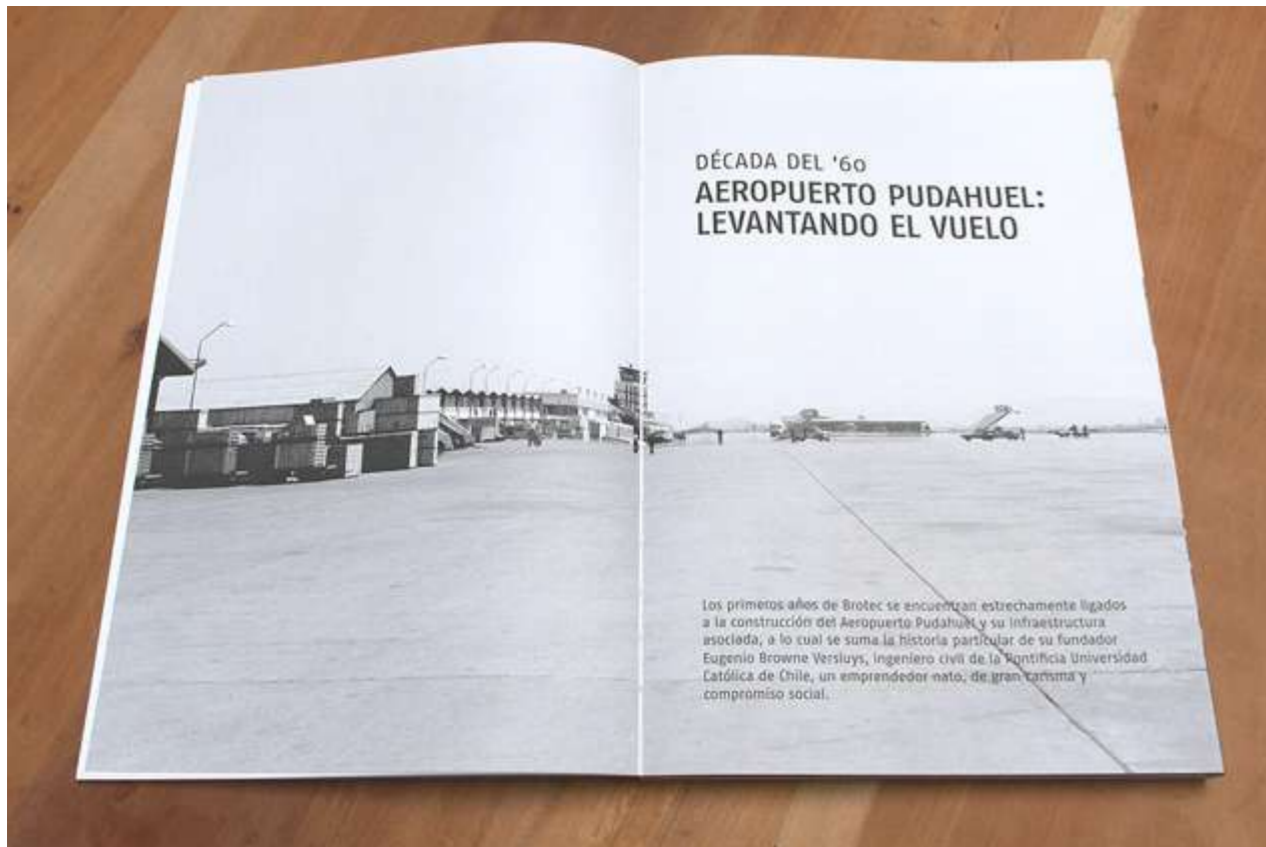 DÉCADA DEL '60
AEROPUERTO PUDAHUEL:
LEVANTANDO EL VUELO
Los primeros años de Brotec se encuentran estrechamente ligados
a la construcción del Aeropuerto Pudahuel y su infraestructura
asociada, a lo cual se suma la historia particular de su fundador
Eugenio Browne Versluys, ingeniero civil de la Pontificia Universidad
Católica de Chile, un emprendedor nato, de gran carisma y
compromiso social.